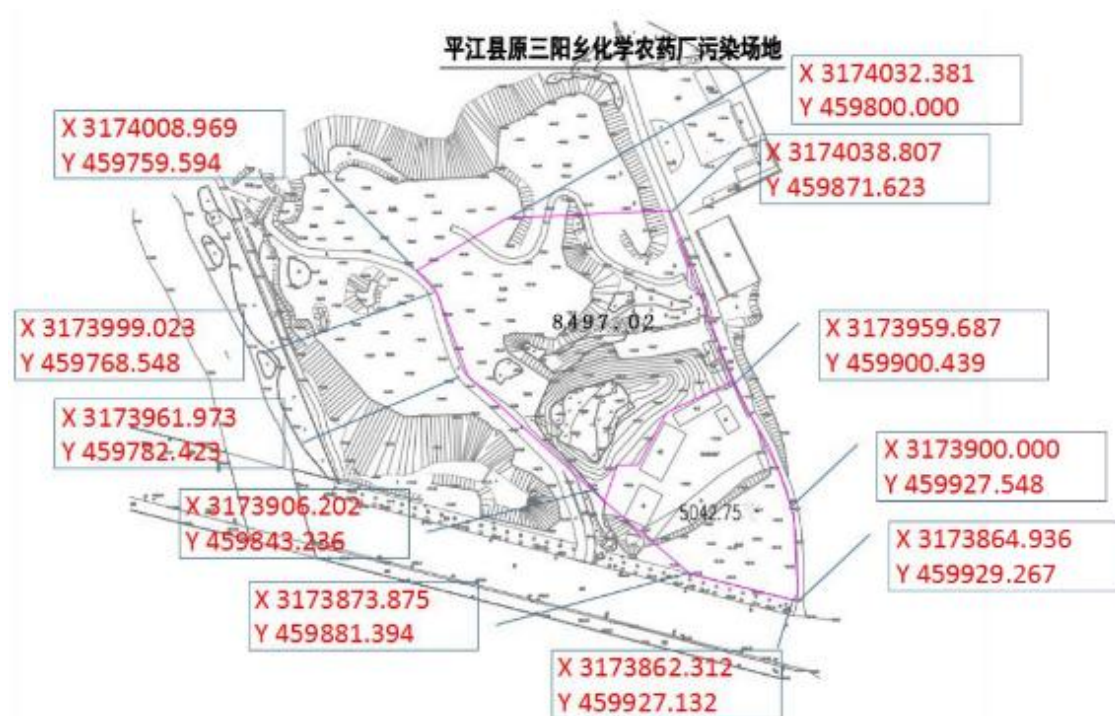 平江县原三阳乡化学农药厂污染场地
X 3174032.381
Y 459800.000
X 3174008.969
Y 459759.594
X 3174038.807
Y 459871.623
X 3173999.023
Y 459768.548
8497.02
X 3173959.687
Y 459900.439
X 3173961.973
Y 459782.423
X 3173900.000
Y 459927.548
X 3173906.202
Y 459843.236
5042.75
X 3173864.936
Y 459929.267
X 3173873.875
Y 459881.394
X 3173862.312
Y 459927.132